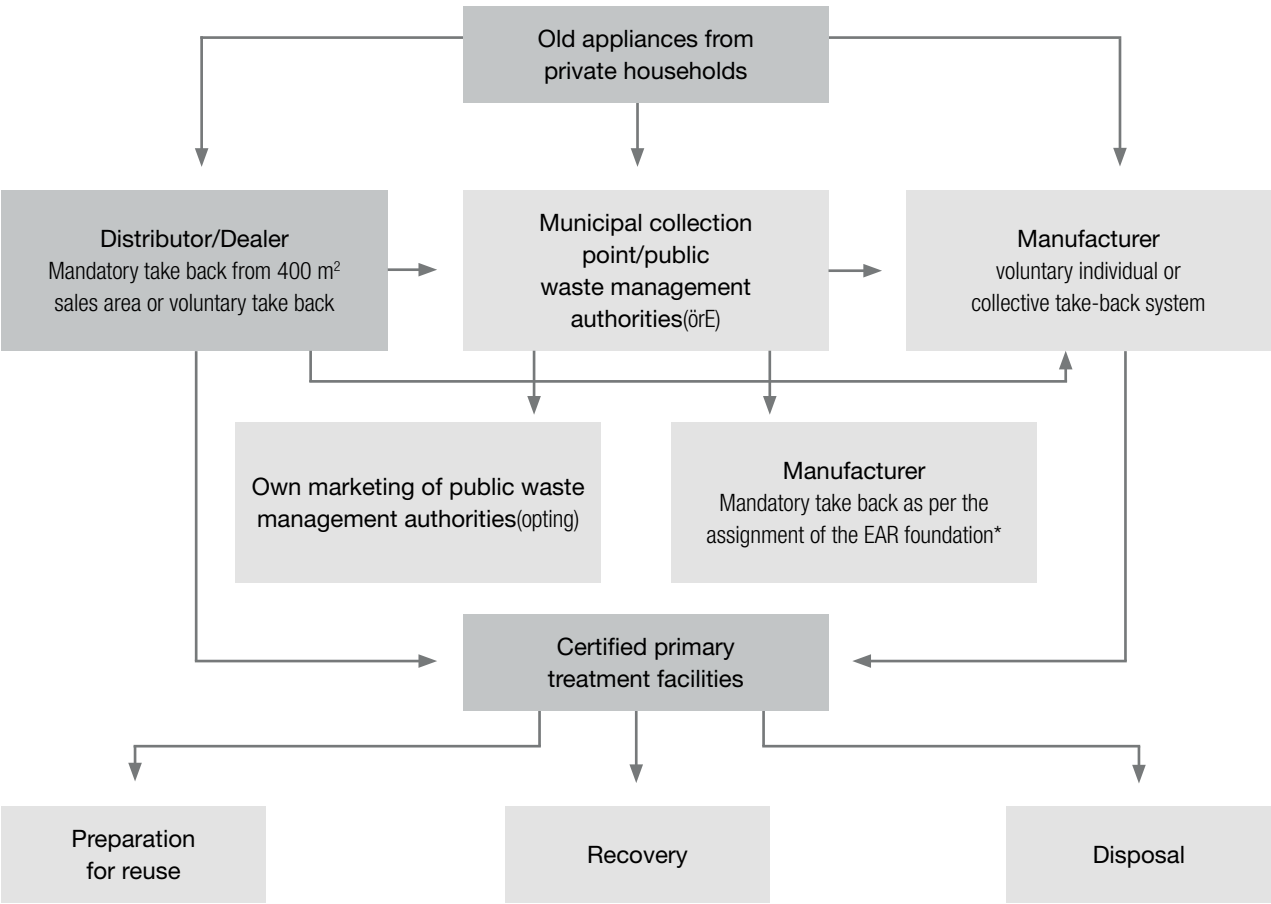 Old appliances from
private households
Distributor/Dealer
Mandatory take back from 400 m²
sales area or voluntary take back
Municipal collection
point/public
waste management
authorities(örE)
Manufacturer
voluntary individual or
collective take-back system
Own marketing of public waste
management authorities(opting)
Manufacturer
Mandatory take back as per the
assignment of the EAR foundation*
Certified primary
treatment facilities
Preparation
for reuse
Recovery
Disposal